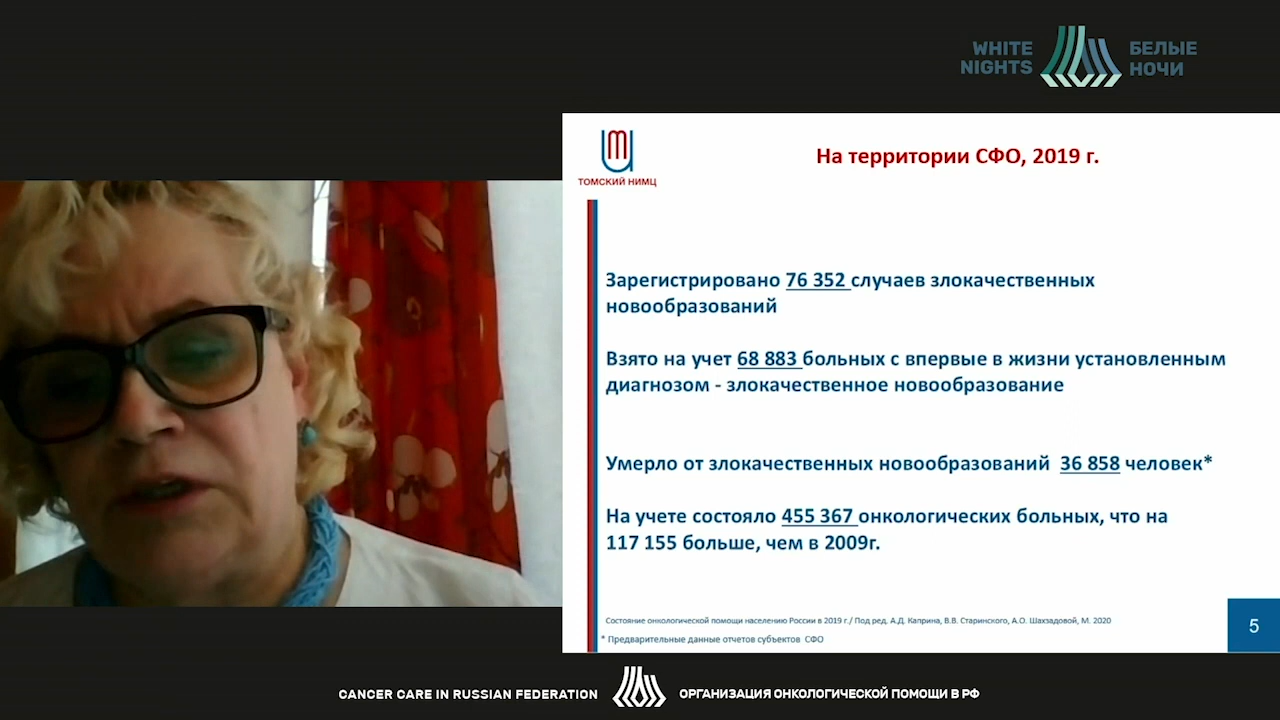 WHITE
NIGHTS
БЕЛЫЕ
НОЧИ
ТОМСКИЙ НИМЦ
На территории СФО, 2019 г.
Зарегистрировано 76 352 случаев злокачественных
новообразований
Взято на учет 68 883 больных с впервые в жизни установленным
диагнозом - злокачественное новообразование
Умерло от злокачественных новообразований 36 858 человек*
На учете состояло 455 367 онкологических больных, что на
117 155 больше, чем в 2009г.
Состояние онкологической помощи населению России в 2019 г./ Под ред. А.Д. Каприна, В.В. Старинского, А.О. Шахзадовой, М. 2020
* Предварительные данные отчетов субъектов СФО
5
CANCER CARE IN RUSSIAN FEDERATION
ОРГАНИЗАЦИЯ ОНКОЛОГИЧЕСКОЙ ПОМОЩИ В РФ